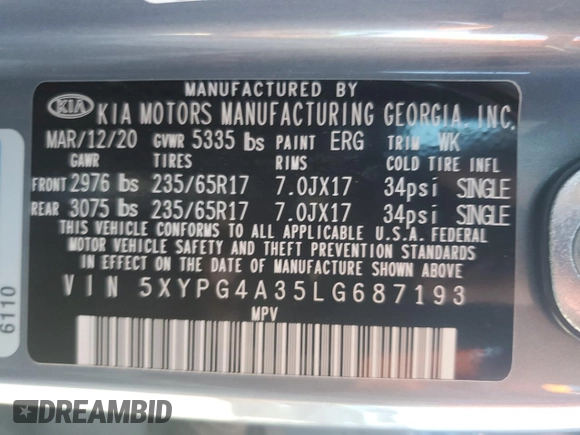 MANUFACTURED BY
KIA KIA MOTORS MANUFACTURING GEORGIA, INC.
MAR/12/20 GVWR 5335 lbs PAINT ERG TRIM WK
GAWR TIRES RIMS COLD TIRE INFL
FRONT 2976 lbs 235/65R17 7.0JX17 34psi SINGLE
REAR 3075 lbs 235/65R17 7.0JX17 34psi SINGLE
THIS VEHICLE CONFORMS TO ALL APPLICABLE U.S.A. FEDERAL
MOTOR VEHICLE SAFETY AND THEFT PREVENTION STANDARDS
IN EFFECT ON THE DATE OF MANUFACTURE SHOWN ABOVE
VIN 5XYPG4A35LG687193
MPV
6110
DREAMBID